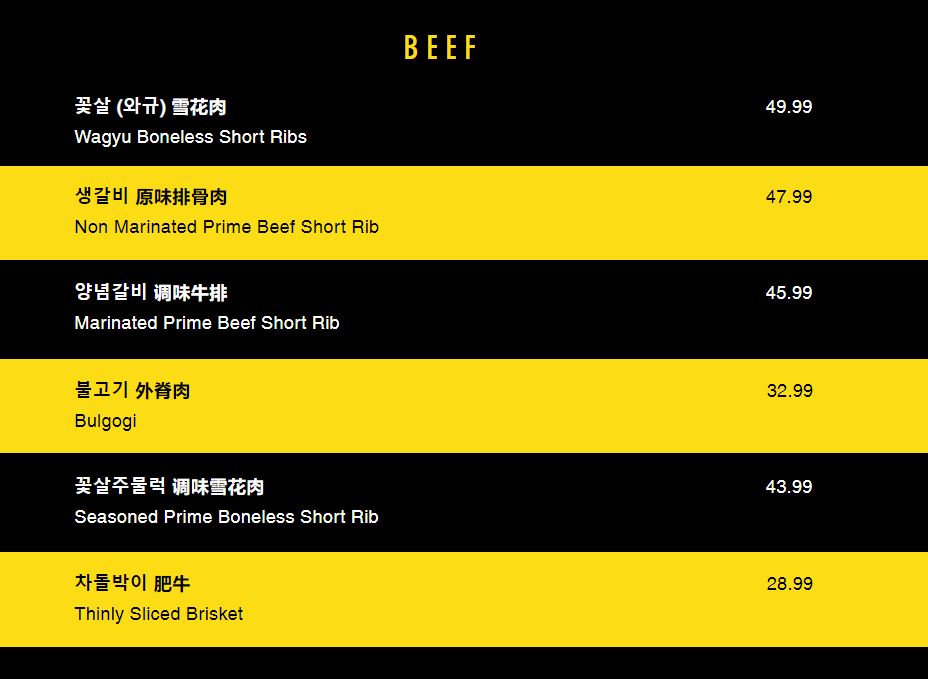 BEEF
꽃살 (와규) 雪花肉 49.99
Wagyu Boneless Short Ribs
생갈비 原味排骨肉 47.99
Non Marinated Prime Beef Short Rib
양념갈비 调味牛排 45.99
Marinated Prime Beef Short Rib
불고기 外脊肉 32.99
Bulgogi
꽃살주물럭 调味雪花肉 43.99
Seasoned Prime Boneless Short Rib
차돌박이 肥牛 28.99
Thinly Sliced Brisket